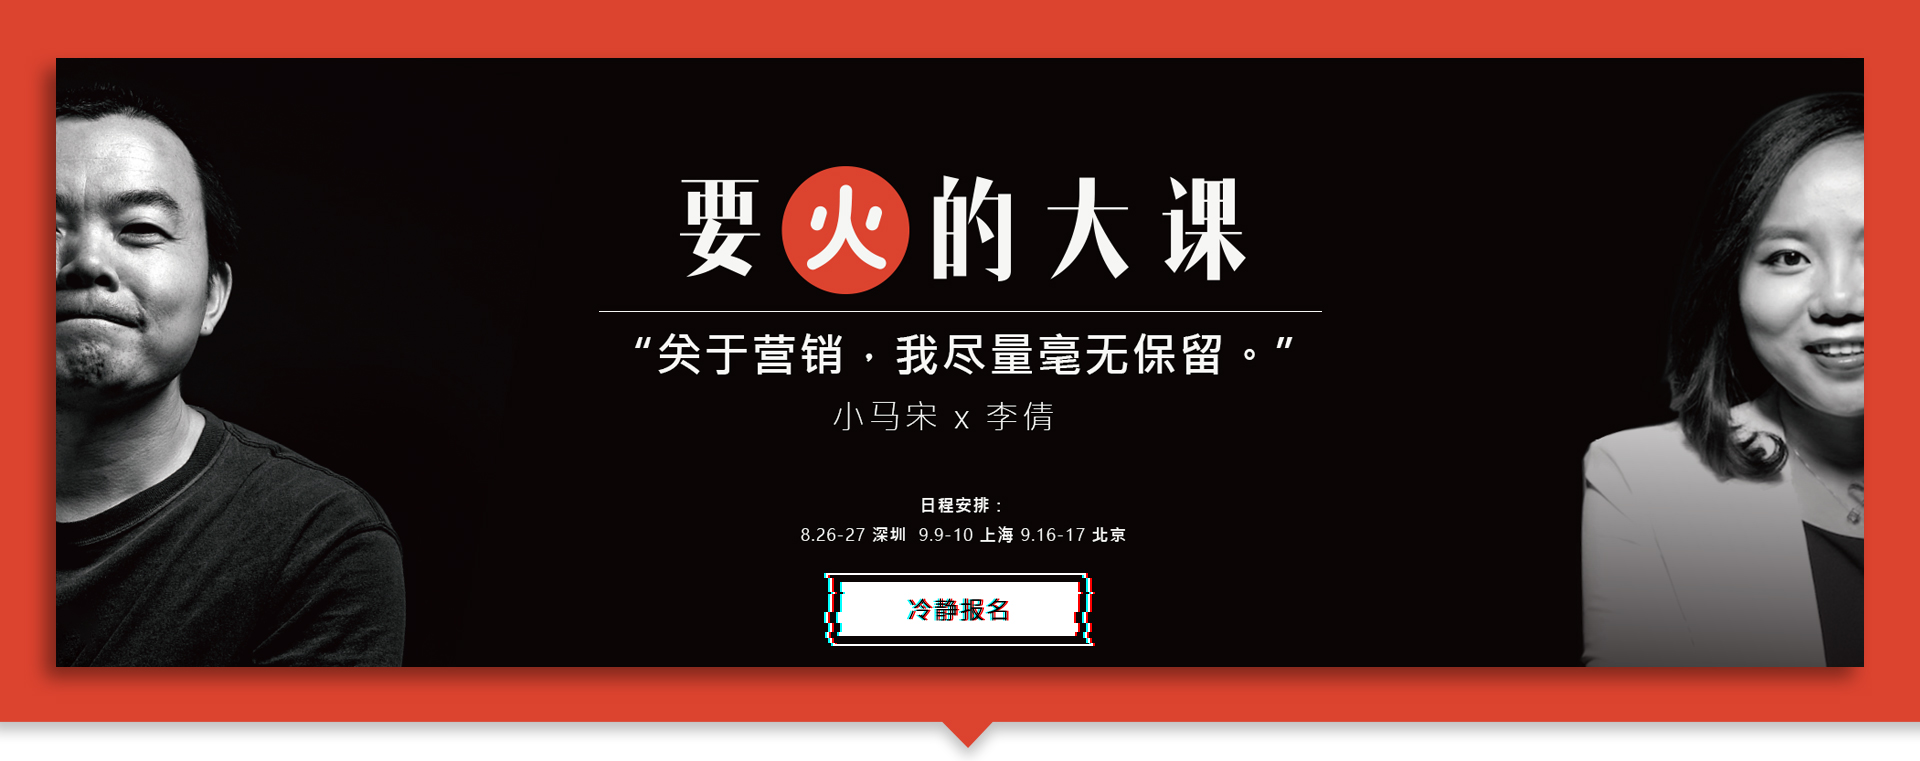 要火的大课
“关于营销，我尽量毫无保留。”
小马宋 x 李倩
日程安排：
8.26-27 深圳 9.9-10 上海 9.16-17 北京
冷静报名